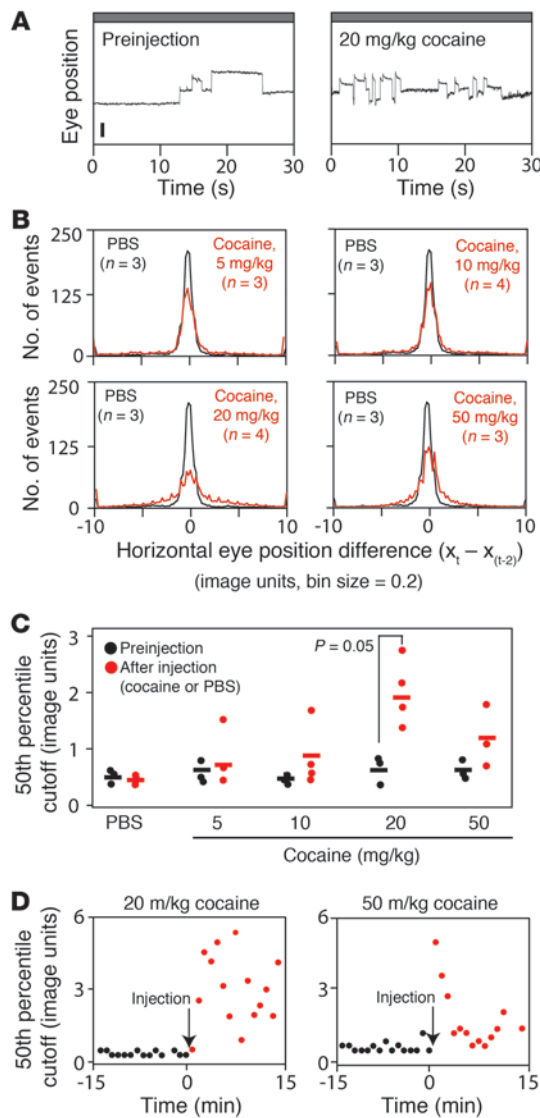 A
Preinjection
20 mg/kg cocaine
Eye position
0 10 20 30
0 10 20 30
Time (s)
Time (s)
B
No. of events
250
125
0
PBS
(n = 3)
Cocaine,
5 mg/kg
(n = 3)
PBS
(n = 3)
Cocaine,
10 mg/kg
(n = 4)
No. of events
250
125
0
PBS
(n = 3)
Cocaine,
20 mg/kg
(n = 4)
PBS
(n = 3)
Cocaine,
50 mg/kg
(n = 3)
-10 0 10
-10 0 10
Horizontal eye position difference (xt – x(t-2))
(image units, bin size = 0.2)
C
50th percentile
cutoff (image units)
3
2
1
0
Preinjection
After injection
(cocaine or PBS)
P = 0.05
PBS 5 10 20 50
Cocaine (mg/kg)
D
20 m/kg cocaine
50 m/kg cocaine
50th percentile
cutoff (image units)
6
3
0
Injection
6
3
0
Injection
-15 0 15
-15 0 15
Time (min)
Time (min)